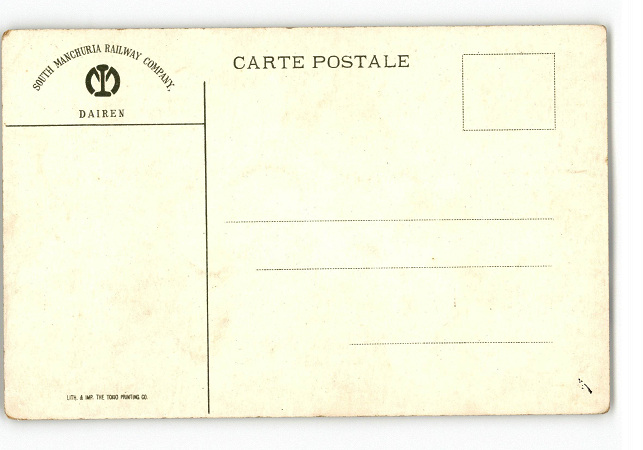 SOUTH MANCHURIA RAILWAY COMPANY.
DAIREN
CARTE POSTALE
LITH. & IMP. THE TOKIO PRINTING CO.